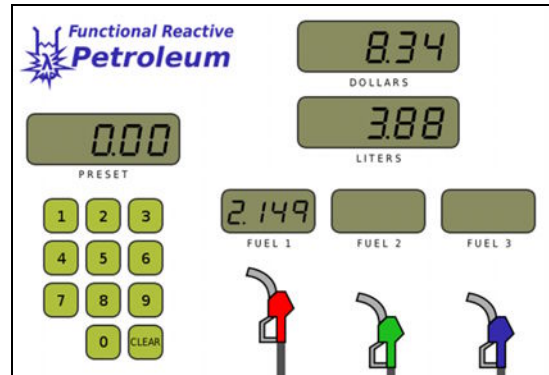 Functional Reactive
Petroleum
8.34
DOLLARS
3.88
LITERS
0.00
PRESET
2.149
FUEL 1 FUEL 2 FUEL 3
1 2 3
4 5 6
7 8 9
0 CLEAR